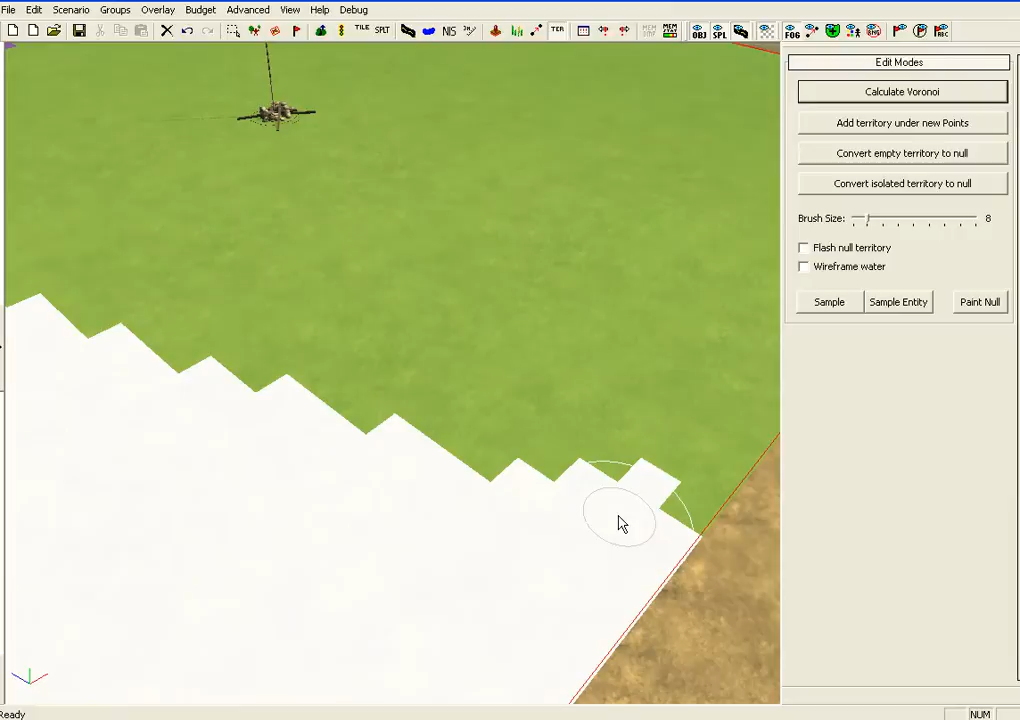 File Edit Scenario Groups Overlay Budget Advanced View Help Debug
TILE SPLT NIS TER OBJ SPL FOG
Edit Modes
Calculate Voronoi
Add territory under new Points
Convert empty territory to null
Convert isolated territory to null
Brush Size: 8
Flash null territory
Wireframe water
Sample Sample Entity Paint Null
Ready NUM